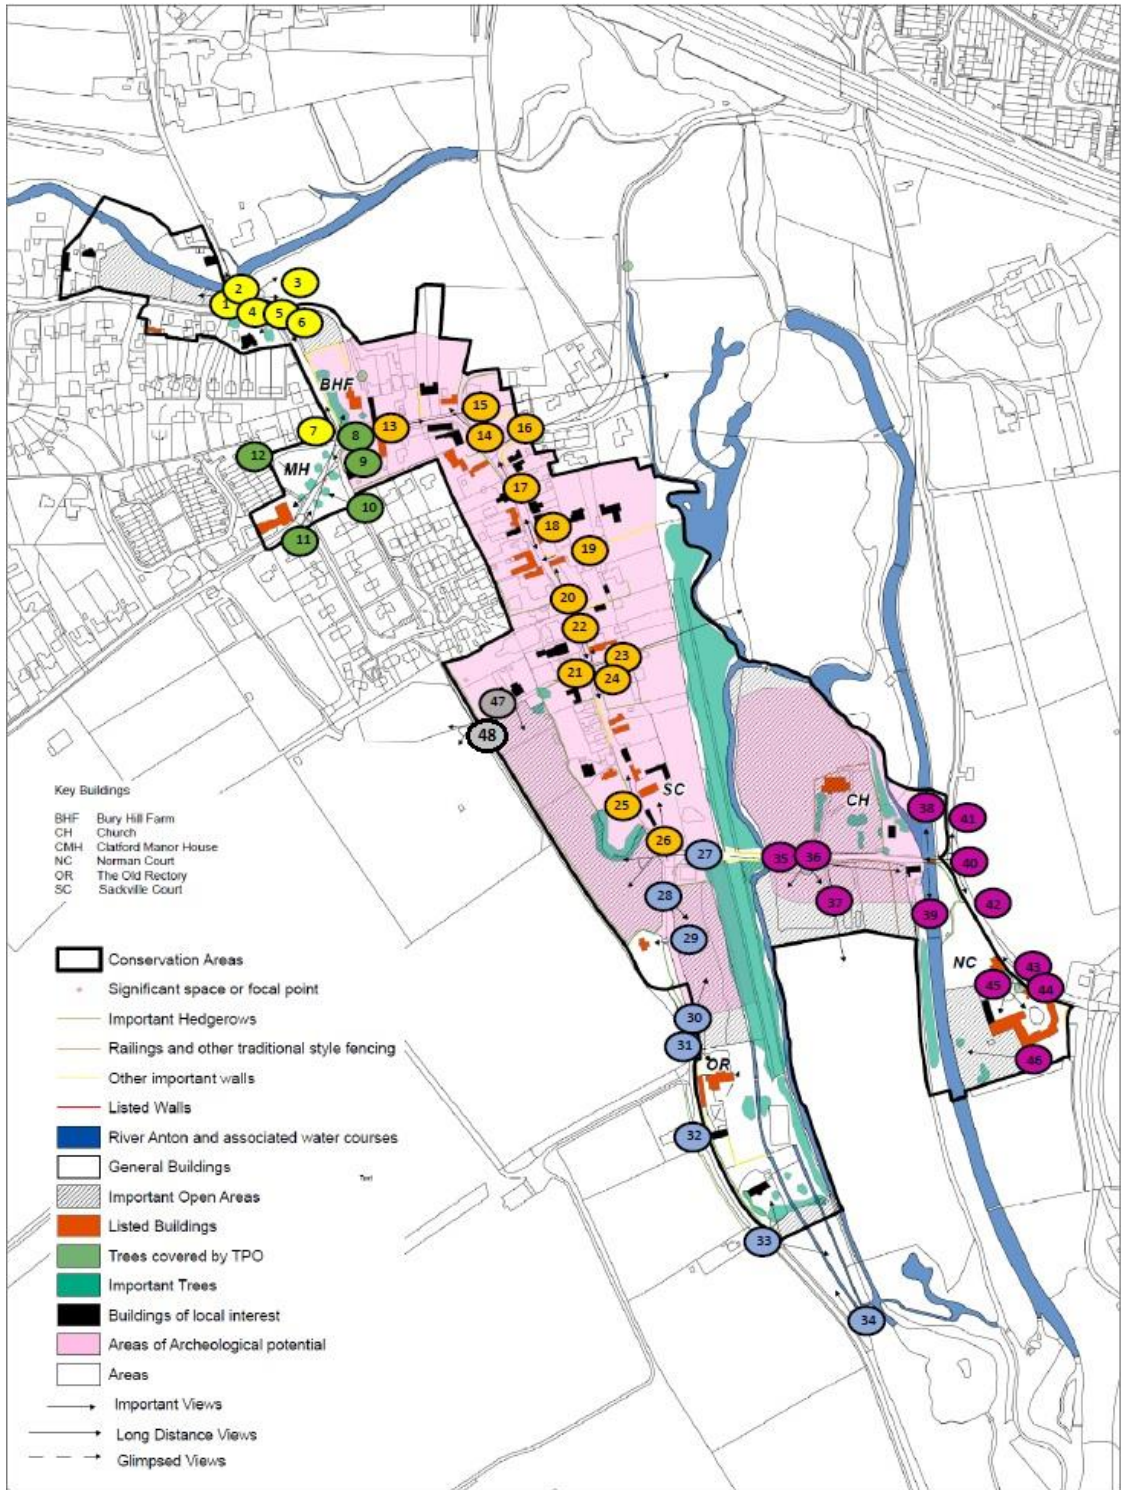 2
3
1
4
5
6
BHF
15
13
7
8
14
16
12
9
MH
17
10
18
11
19
20
22
23
21
24
47
48
Key Buildings
SC
CH
BHF Bury Hill Farm
25
38
41
CH Church
CMH Clatford Manor House
26
NC Norman Court
27
35
36
40
OR The Old Rectory
SC Sackville Court
28
37
42
39
29
Conservation Areas
NC
43
Significant space or focal point
45
44
Important Hedgerows
30
Railings and other traditional style fencing
31
46
OR
Other important walls
Listed Walls
River Anton and associated water courses
32
General Buildings
Text
Important Open Areas
Listed Buildings
33
Trees covered by TPO
Important Trees
Buildings of local interest
34
Areas of Archeological potential
Areas
Important Views
Long Distance Views
Glimpsed Views